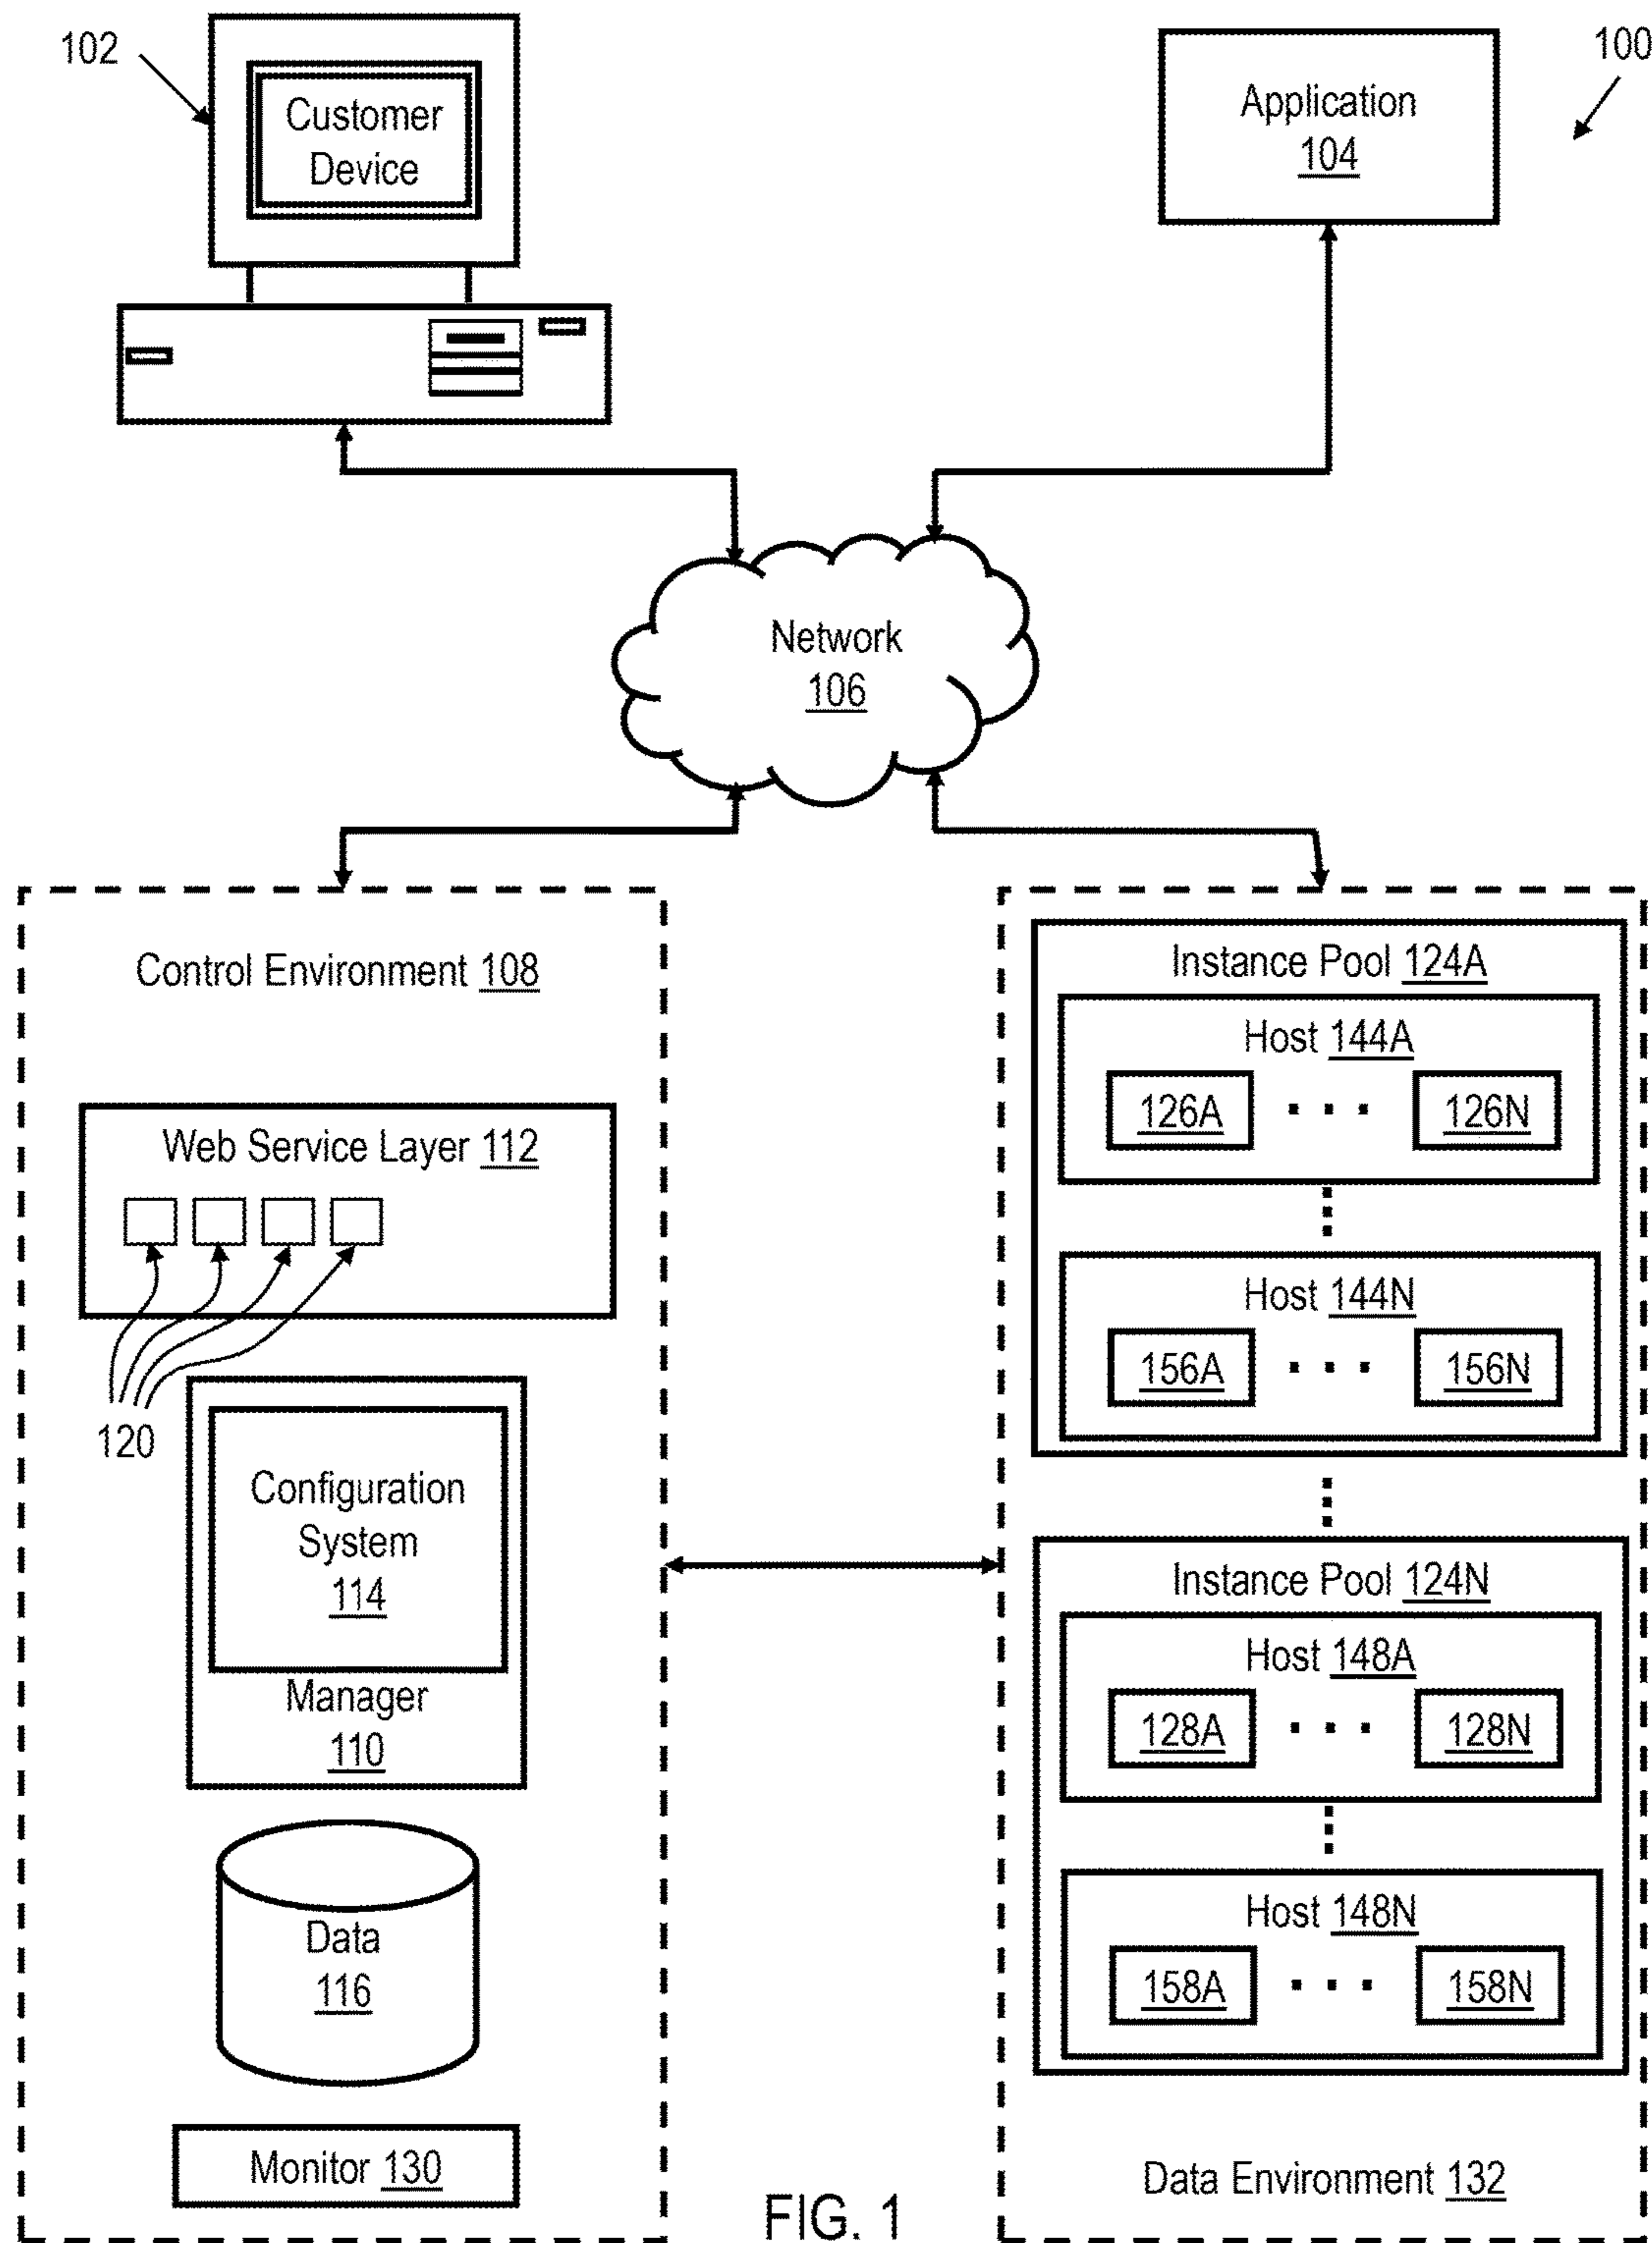 102
Customer
Device
Application
104
100
Network
106
Control Environment 108
Web Service Layer 112
120
Configuration
System
114
Manager
110
Data
116
Monitor 130
Instance Pool 124A
Host 144A
126A . . . 126N
Host 144N
156A . . . 156N
Instance Pool 124N
Host 148A
128A . . . 128N
Host 148N
158A . . . 158N
Data Environment 132
FIG. 1